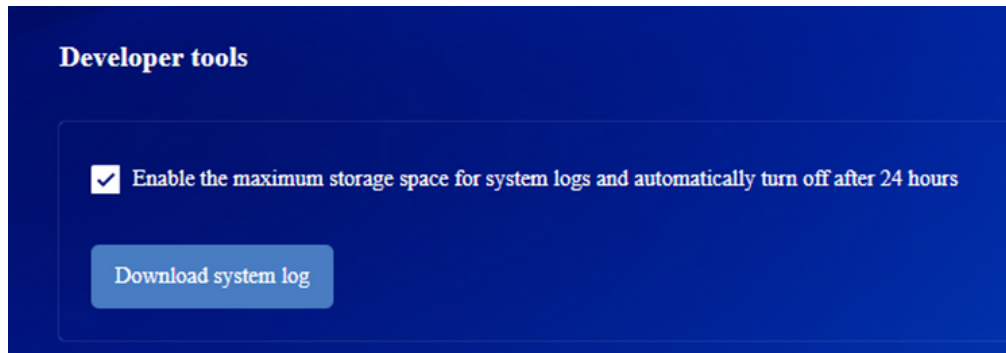 Developer tools
Enable the maximum storage space for system logs and automatically turn off after 24 hours
Download system log